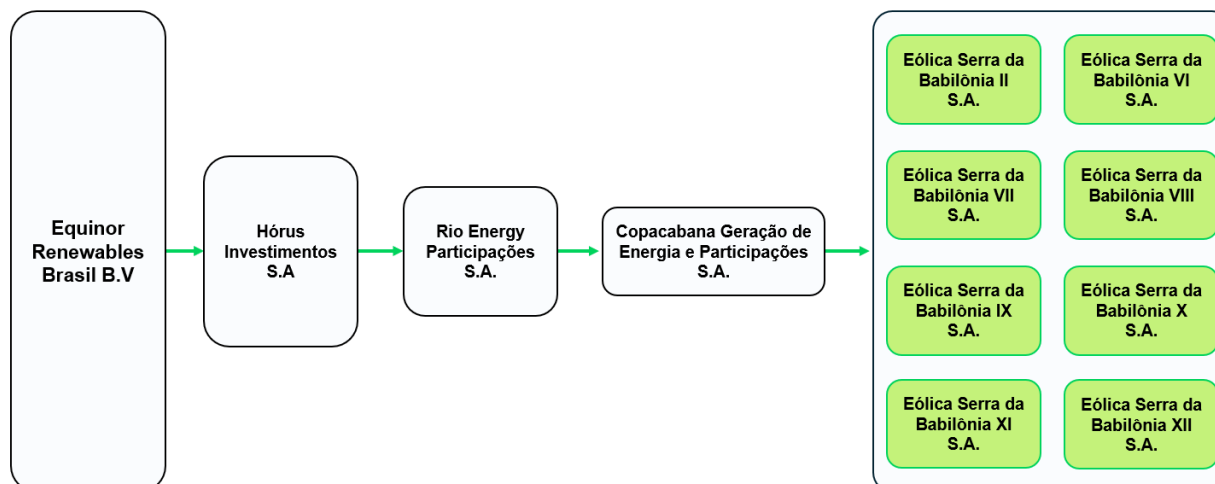 Equinor
Renewables
Brasil B.V
Hórus
Investimentos
S.A
Rio Energy
Participações
S.A.
Copacabana Geração de
Energia e Participações
S.A.
Eólica Serra da
Babilônia II
S.A.
Eólica Serra da
Babilônia VI
S.A.
Eólica Serra da
Babilônia VII
S.A.
Eólica Serra da
Babilônia VIII
S.A.
Eólica Serra da
Babilônia IX
S.A.
Eólica Serra da
Babilônia X
S.A.
Eólica Serra da
Babilônia XI
S.A.
Eólica Serra da
Babilônia XII
S.A.